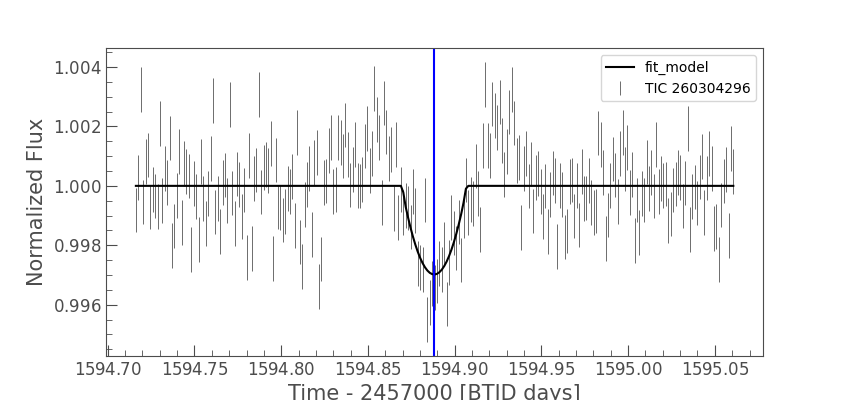 1.004
1.002
1.000
0.998
0.996
Normalized Flux
fit_model
TIC 260304296
1594.70 1594.75 1594.80 1594.85 1594.90 1594.95 1595.00 1595.05
Time - 2457000 [BTJD days]